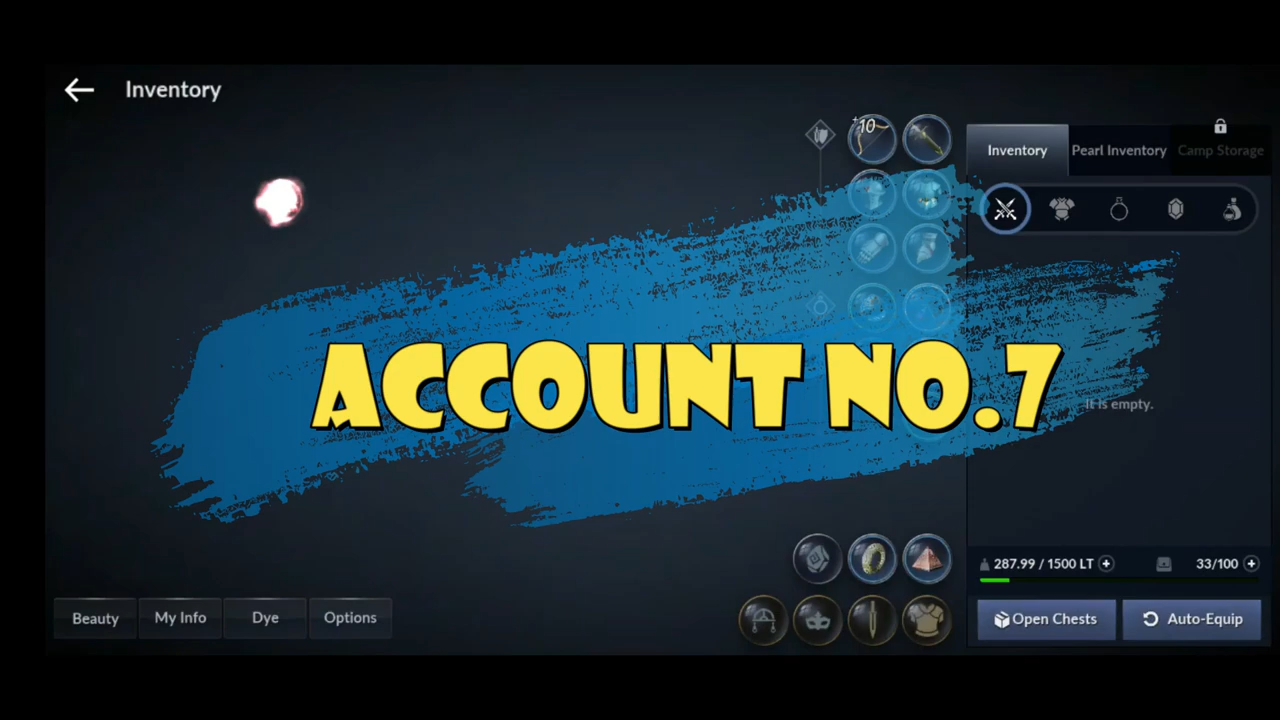 Inventory
+10
Inventory
Pearl Inventory
Camp Storage
ACCOUNT NO.7
It is empty.
287.99 / 1500 LT
33/100
Beauty
My Info
Dye
Options
Open Chests
Auto-Equip